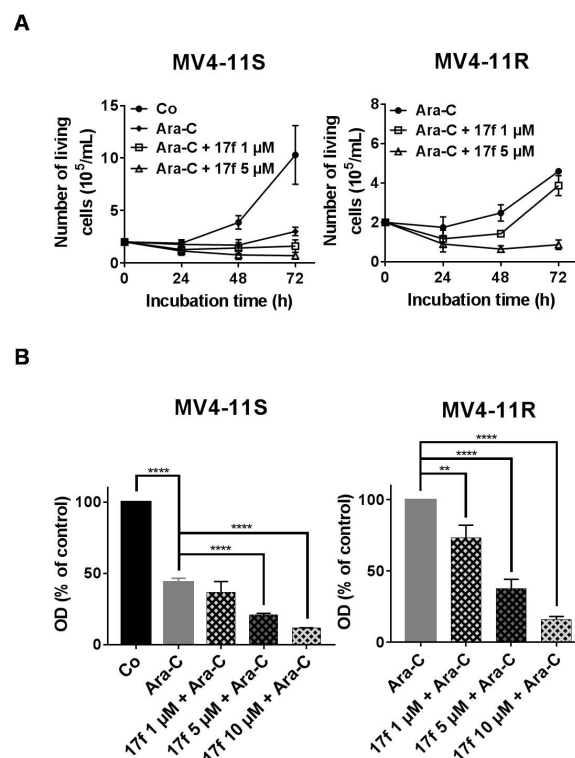 A
MV4-11S
MV4-11R
15
10
5
0
Number of living
cells (10⁵/mL)
Co
Ara-C
Ara-C + 17f 1 µM
Ara-C + 17f 5 µM
0 24 48 72
Incubation time (h)
8
6
4
2
0
Number of living
cells (10⁵/mL)
Ara-C
Ara-C + 17f 1 µM
Ara-C + 17f 5 µM
0 24 48 72
Incubation time (h)
B
MV4-11S
MV4-11R
****
****
****
100
50
0
OD (% of control)
Co
Ara-C
17f 1 µM + Ara-C
17f 5 µM + Ara-C
17f 10 µM + Ara-C
****
****
**
100
50
0
OD (% of control)
Ara-C
17f 1 µM + Ara-C
17f 5 µM + Ara-C
17f 10 µM + Ara-C